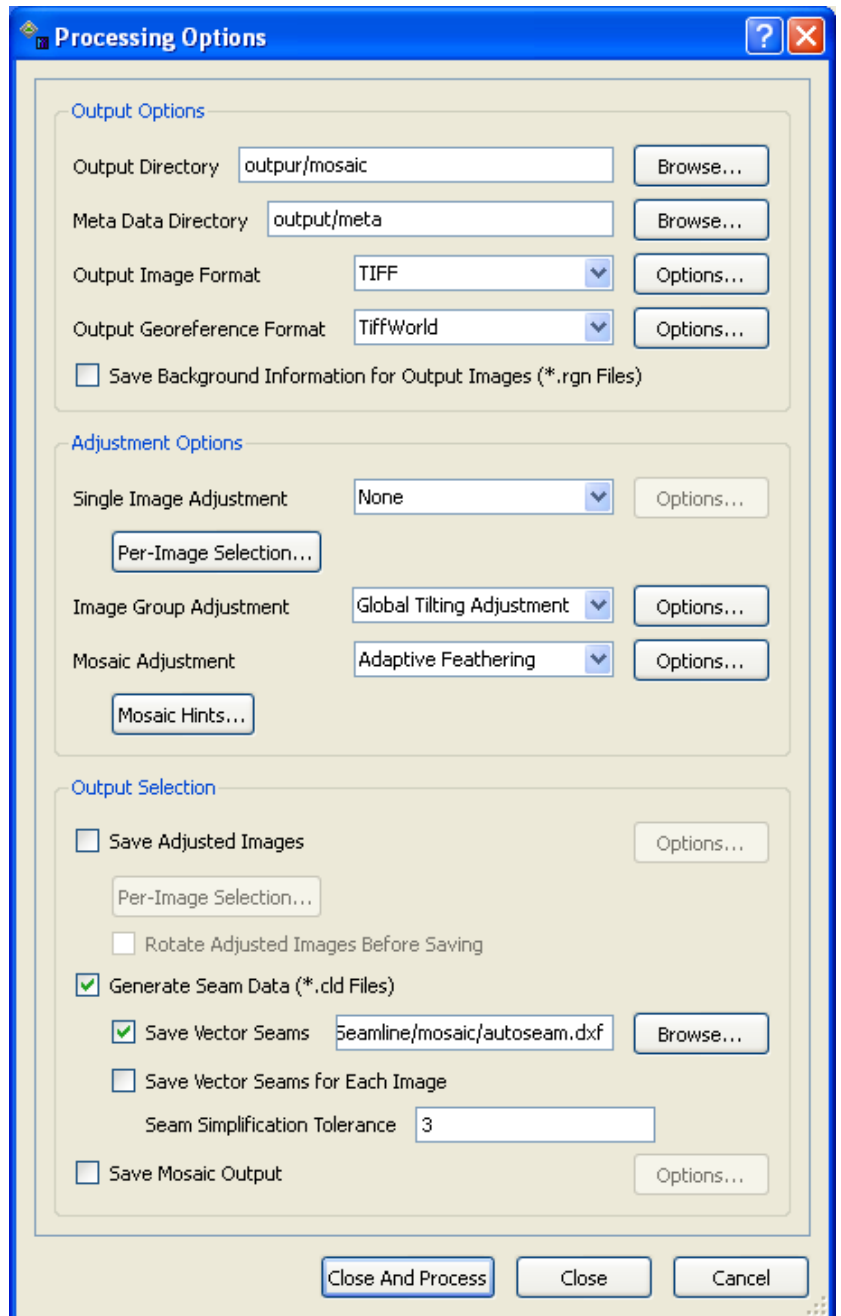 Processing Options
Output Options
Output Directory outpur/mosaic Browse...
Meta Data Directory output/meta Browse...
Output Image Format TIFF Options...
Output Georeference Format TiffWorld Options...
Save Background Information for Output Images (*.rgn Files)
Adjustment Options
Single Image Adjustment None Options...
Per-Image Selection...
Image Group Adjustment Global Tilting Adjustment Options...
Mosaic Adjustment Adaptive Feathering Options...
Mosaic Hints...
Output Selection
Save Adjusted Images Options...
Per-Image Selection...
Rotate Adjusted Images Before Saving
Generate Seam Data (*.cld Files)
Save Vector Seams Seamline/mosaic/autoseam.dxf Browse...
Save Vector Seams for Each Image
Seam Simplification Tolerance 3
Save Mosaic Output Options...
Close And Process Close Cancel